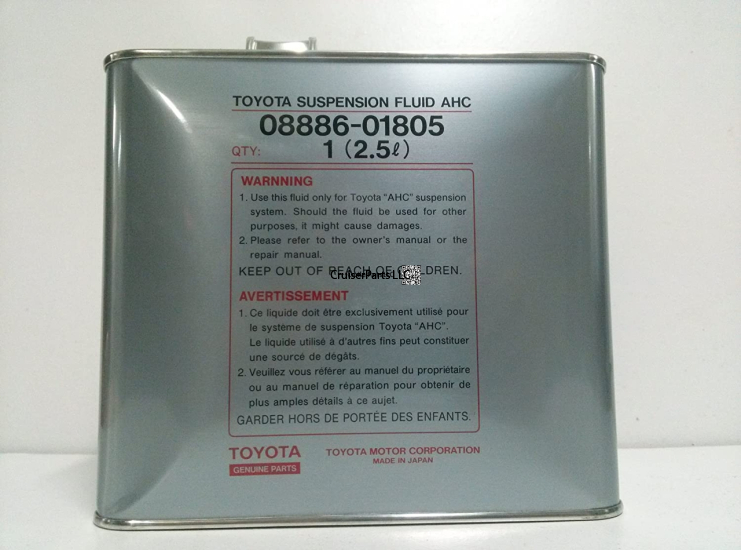 TOYOTA SUSPENSION FLUID AHC
08886-01805
QTY: 1 (2.5ℓ)
WARNNING
1. Use this fluid only for Toyota "AHC" suspension
system. Should the fluid be used for other
purposes, it might cause damages.
2. Please refer to the owner's manual or the
repair manual.
KEEP OUT OF REACH OF CHILDREN.
CruiserParts LLC
AVERTISSEMENT
1. Ce liquide doit être exclusivement utilisé pour
le système de suspension Toyota "AHC".
Le liquide utilisé à d'autres fins peut constituer
une sourcé de dégâts.
2. Veuillez vous référer au manuel du propriétaire
ou au manuel de réparation pour obtenir de
plus amples détails à ce aujet.
GARDER HORS DE PORTÉE DES ENFANTS.
TOYOTA
GENUINE PARTS
TOYOTA MOTOR CORPORATION
MADE IN JAPAN